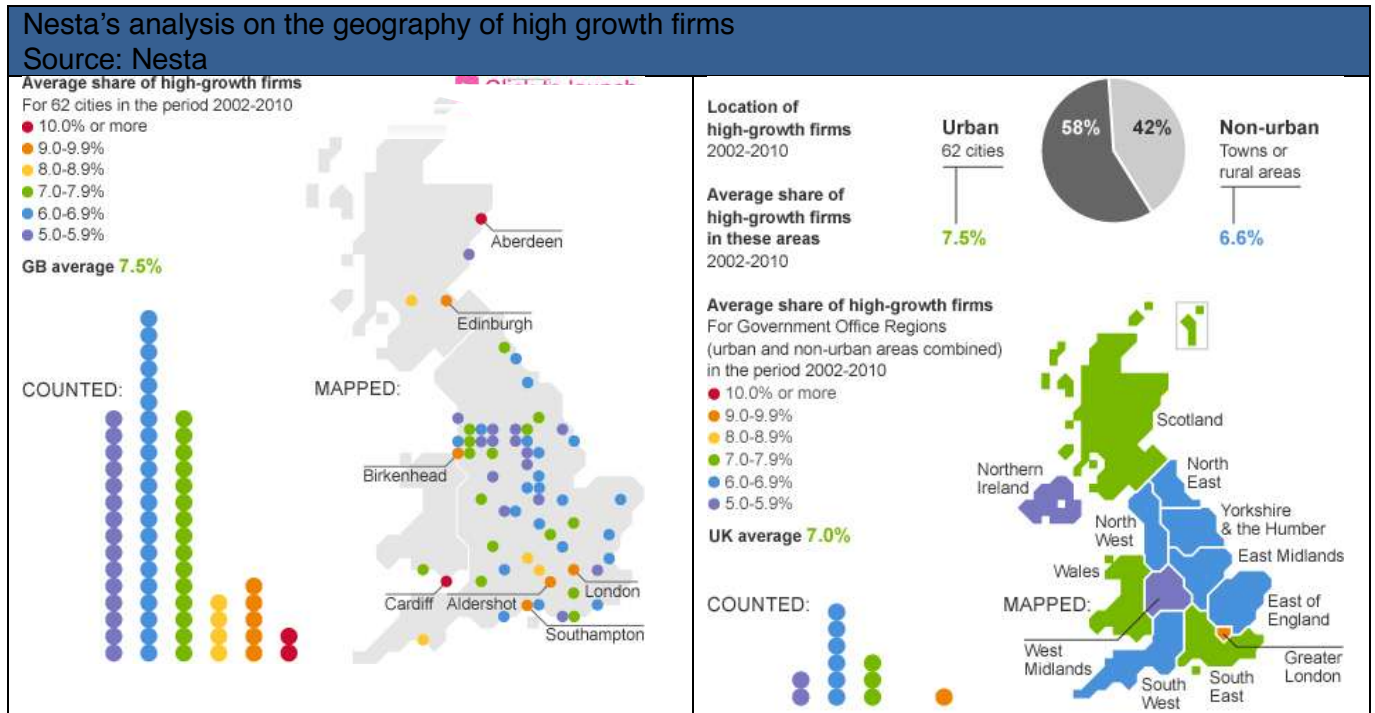 Nesta's analysis on the geography of high growth firms
Source: Nesta
Average share of high-growth firms
For 62 cities in the period 2002-2010
10.0% or more
9.0-9.9%
8.0-8.9%
7.0-7.9%
6.0-6.9%
5.0-5.9%
GB average 7.5%
COUNTED:
MAPPED:
Aberdeen
Edinburgh
Birkenhead
Cardiff
Aldershot
London
Southampton
Location of
high-growth firms
2002-2010
Urban
62 cities
58%
42%
Non-urban
Towns or
rural areas
Average share of
high-growth firms
in these areas
2002-2010
7.5%
6.6%
Average share of high-growth firms
For Government Office Regions
(urban and non-urban areas combined)
in the period 2002-2010
10.0% or more
9.0-9.9%
8.0-8.9%
7.0-7.9%
6.0-6.9%
5.0-5.9%
UK average 7.0%
COUNTED:
MAPPED:
Scotland
Northern
Ireland
North
East
North
West
Yorkshire
& the Humber
East Midlands
Wales
East of
England
West
Midlands
Greater
London
South
West
South
East